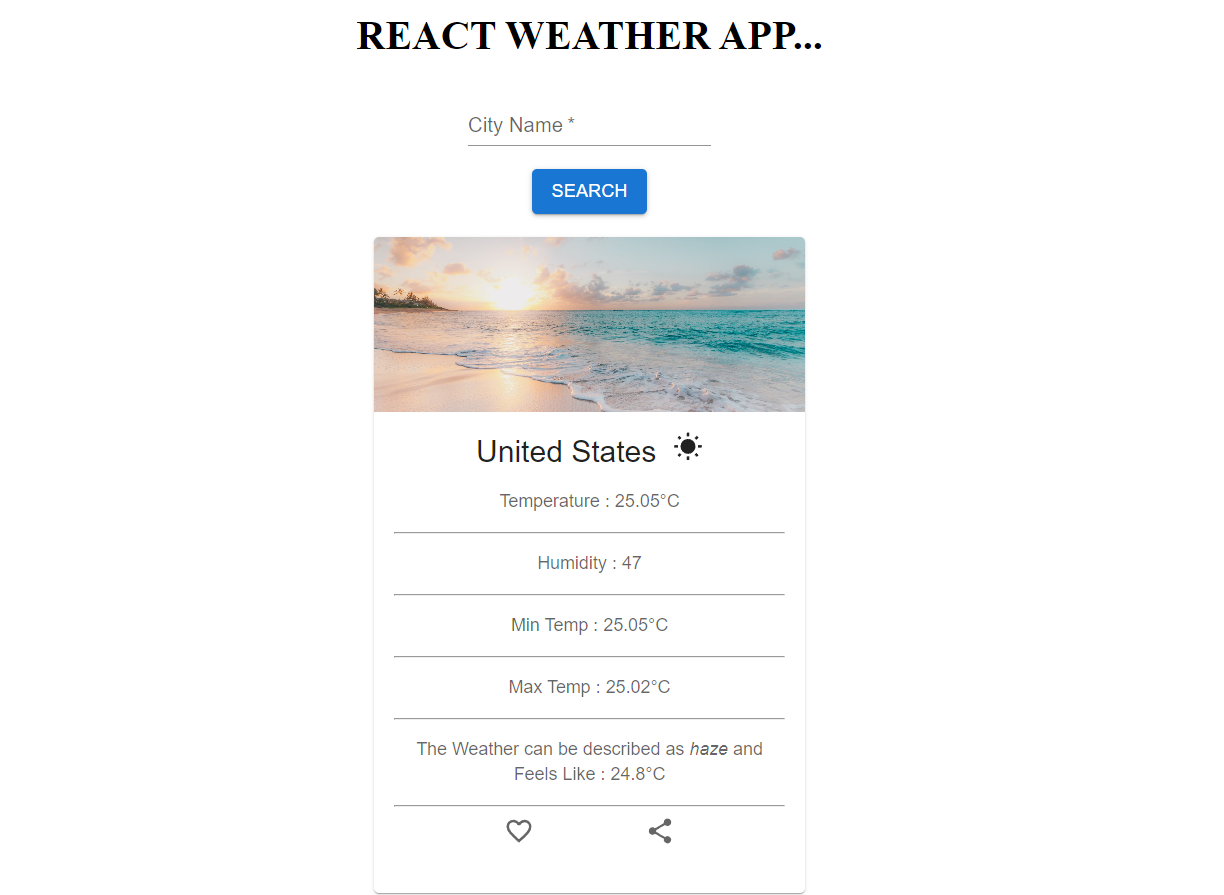 REACT WEATHER APP...
City Name *
SEARCH
United States
Temperature : 25.05°C
Humidity : 47
Min Temp : 25.05°C
Max Temp : 25.02°C
The Weather can be described as haze and
Feels Like : 24.8°C